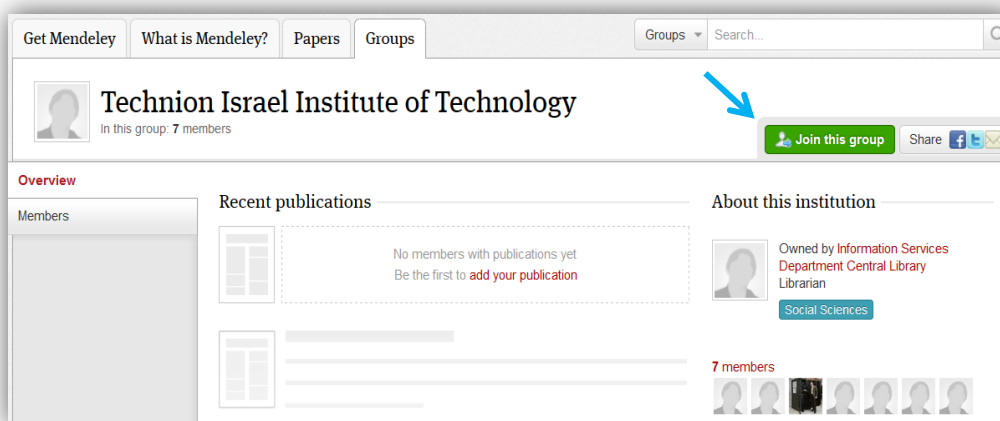 Get Mendeley
What is Mendeley?
Papers
Groups
Groups
Search...
Technion Israel Institute of Technology
In this group: 7 members
Join this group
Share
Overview
Members
Recent publications
No members with publications yet
Be the first to add your publication
About this institution
Owned by Information Services
Department Central Library
Librarian
Social Sciences
7 members